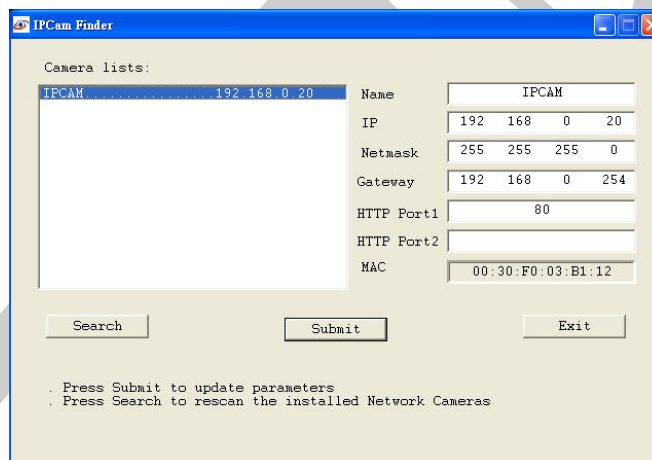 IPCam Finder
Camera lists:
IPCAM................192.168.0.20
Name IPCAM
IP 192 168 0 20
Netmask 255 255 255 0
Gateway 192 168 0 254
HTTP Port1 80
HTTP Port2
MAC 00:30:F0:03:B1:12
Search Submit Exit
. Press Submit to update parameters
. Press Search to rescan the installed Network Cameras